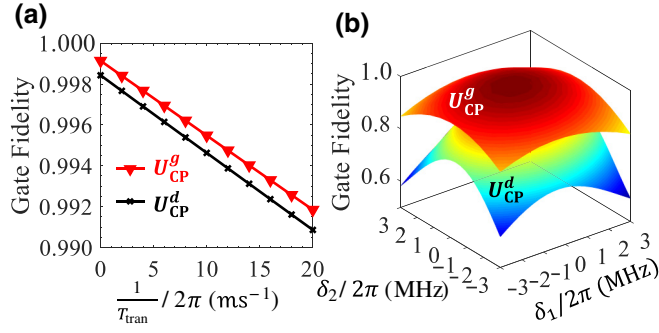 (a)
1.000
0.998
0.996
0.994
0.992
0.990
Gate Fidelity
U^g_CP
U^d_CP
0 5 10 15 20
1/T_tran / 2π (ms⁻¹)
(b)
1.0
0.8
0.6
Gate Fidelity
U^g_CP
U^d_CP
3 2 1 0 -1 -2 -3
δ₂/2π (MHz)
-3 -2 -1 0 1 2 3
δ₁/2π (MHz)